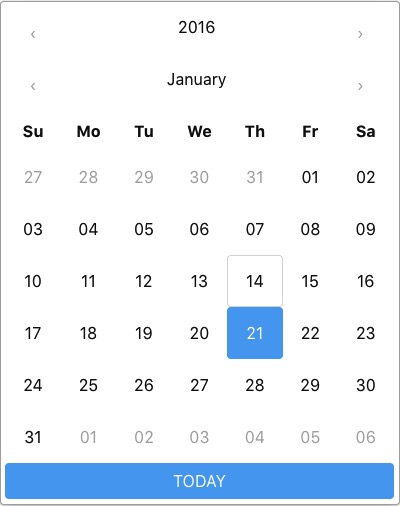 ‹ 2016 ›
‹ January ›
Su Mo Tu We Th Fr Sa
27 28 29 30 31 01 02
03 04 05 06 07 08 09
10 11 12 13 14 15 16
17 18 19 20 21 22 23
24 25 26 27 28 29 30
31 01 02 03 04 05 06
TODAY